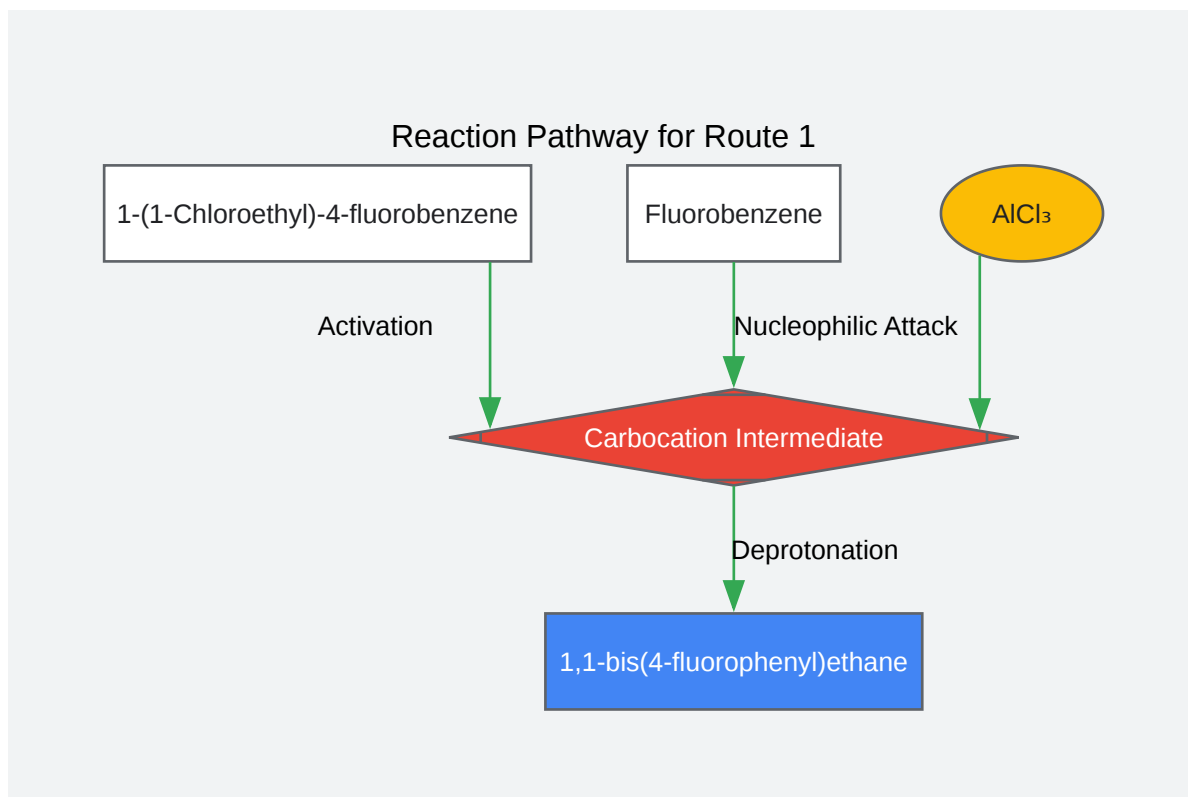 Reaction Pathway for Route 1
1-(1-Chloroethyl)-4-fluorobenzene
Fluorobenzene
AlCl₃
Activation
Nucleophilic Attack
Carbocation Intermediate
Deprotonation
1,1-bis(4-fluorophenyl)ethane